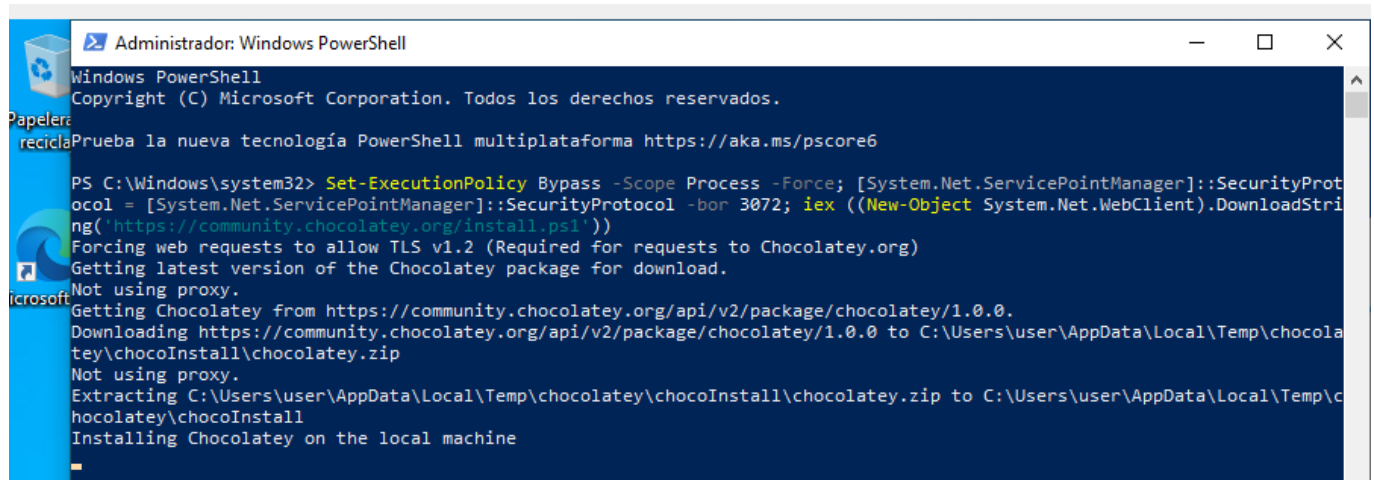 Administrador: Windows PowerShell
Windows PowerShell
Copyright (C) Microsoft Corporation. Todos los derechos reservados.
Papelera
recicla
Prueba la nueva tecnología PowerShell multiplataforma https://aka.ms/pscore6
PS C:\Windows\system32> Set-ExecutionPolicy Bypass -Scope Process -Force; [System.Net.ServicePointManager]::SecurityProt
ocol = [System.Net.ServicePointManager]::SecurityProtocol -bor 3072; iex ((New-Object System.Net.WebClient).DownloadStri
ng('https://community.chocolatey.org/install.ps1'))
Forcing web requests to allow TLS v1.2 (Required for requests to Chocolatey.org)
Getting latest version of the Chocolatey package for download.
Not using proxy.
icrosoft
Getting Chocolatey from https://community.chocolatey.org/api/v2/package/chocolatey/1.0.0.
Downloading https://community.chocolatey.org/api/v2/package/chocolatey/1.0.0 to C:\Users\user\AppData\Local\Temp\chocola
tey\chocoInstall\chocolatey.zip
Not using proxy.
Extracting C:\Users\user\AppData\Local\Temp\chocolatey\chocoInstall\chocolatey.zip to C:\Users\user\AppData\Local\Temp\c
hocolatey\chocoInstall
Installing Chocolatey on the local machine